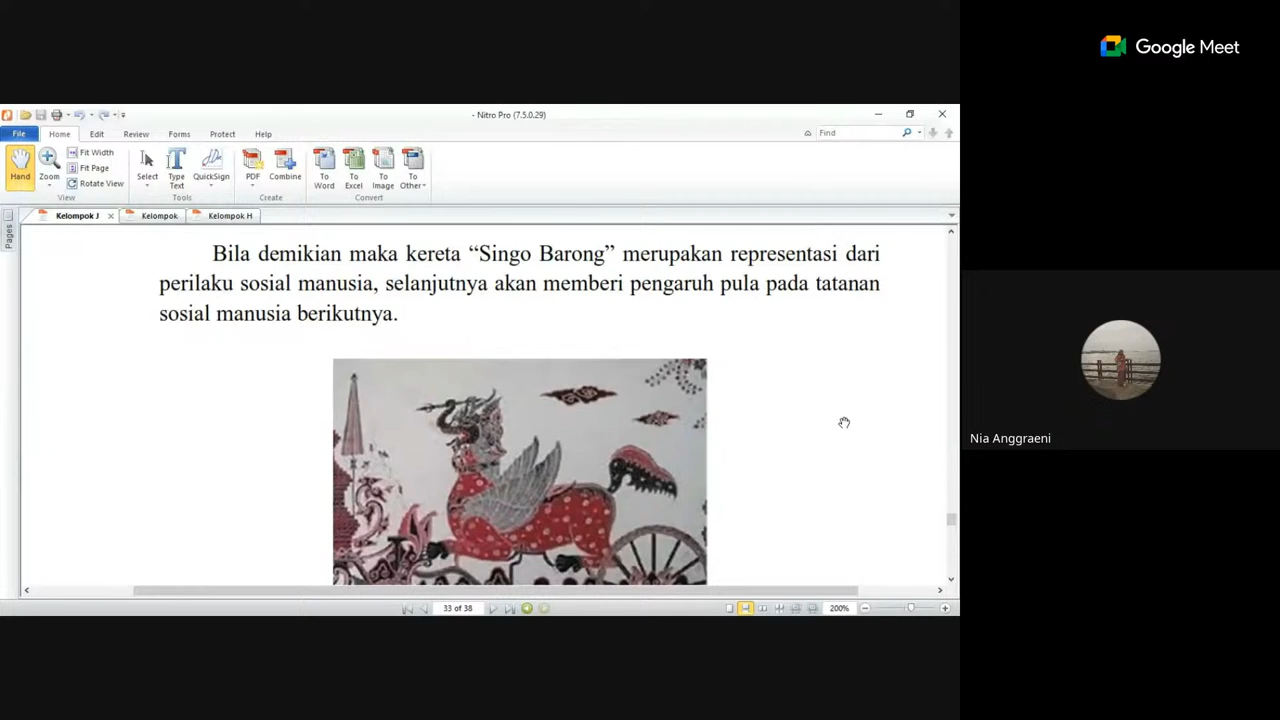 Google Meet
- Nitro Pro (7.5.0.29)
File Home Edit Review Forms Protect Help
Find
Hand
Zoom
Fit Width
Fit Page
Rotate View
View
Select
Type Text
QuickSign
Tools
PDF
Combine
Create
To Word
To Excel
To Image
To Other
Convert
Kelompok J
Kelompok
Kelompok H
Pages
Bila demikian maka kereta “Singo Barong” merupakan representasi dari
perilaku sosial manusia, selanjutnya akan memberi pengaruh pula pada tatanan
sosial manusia berikutnya.
Nia Anggraeni
33 of 38
200%